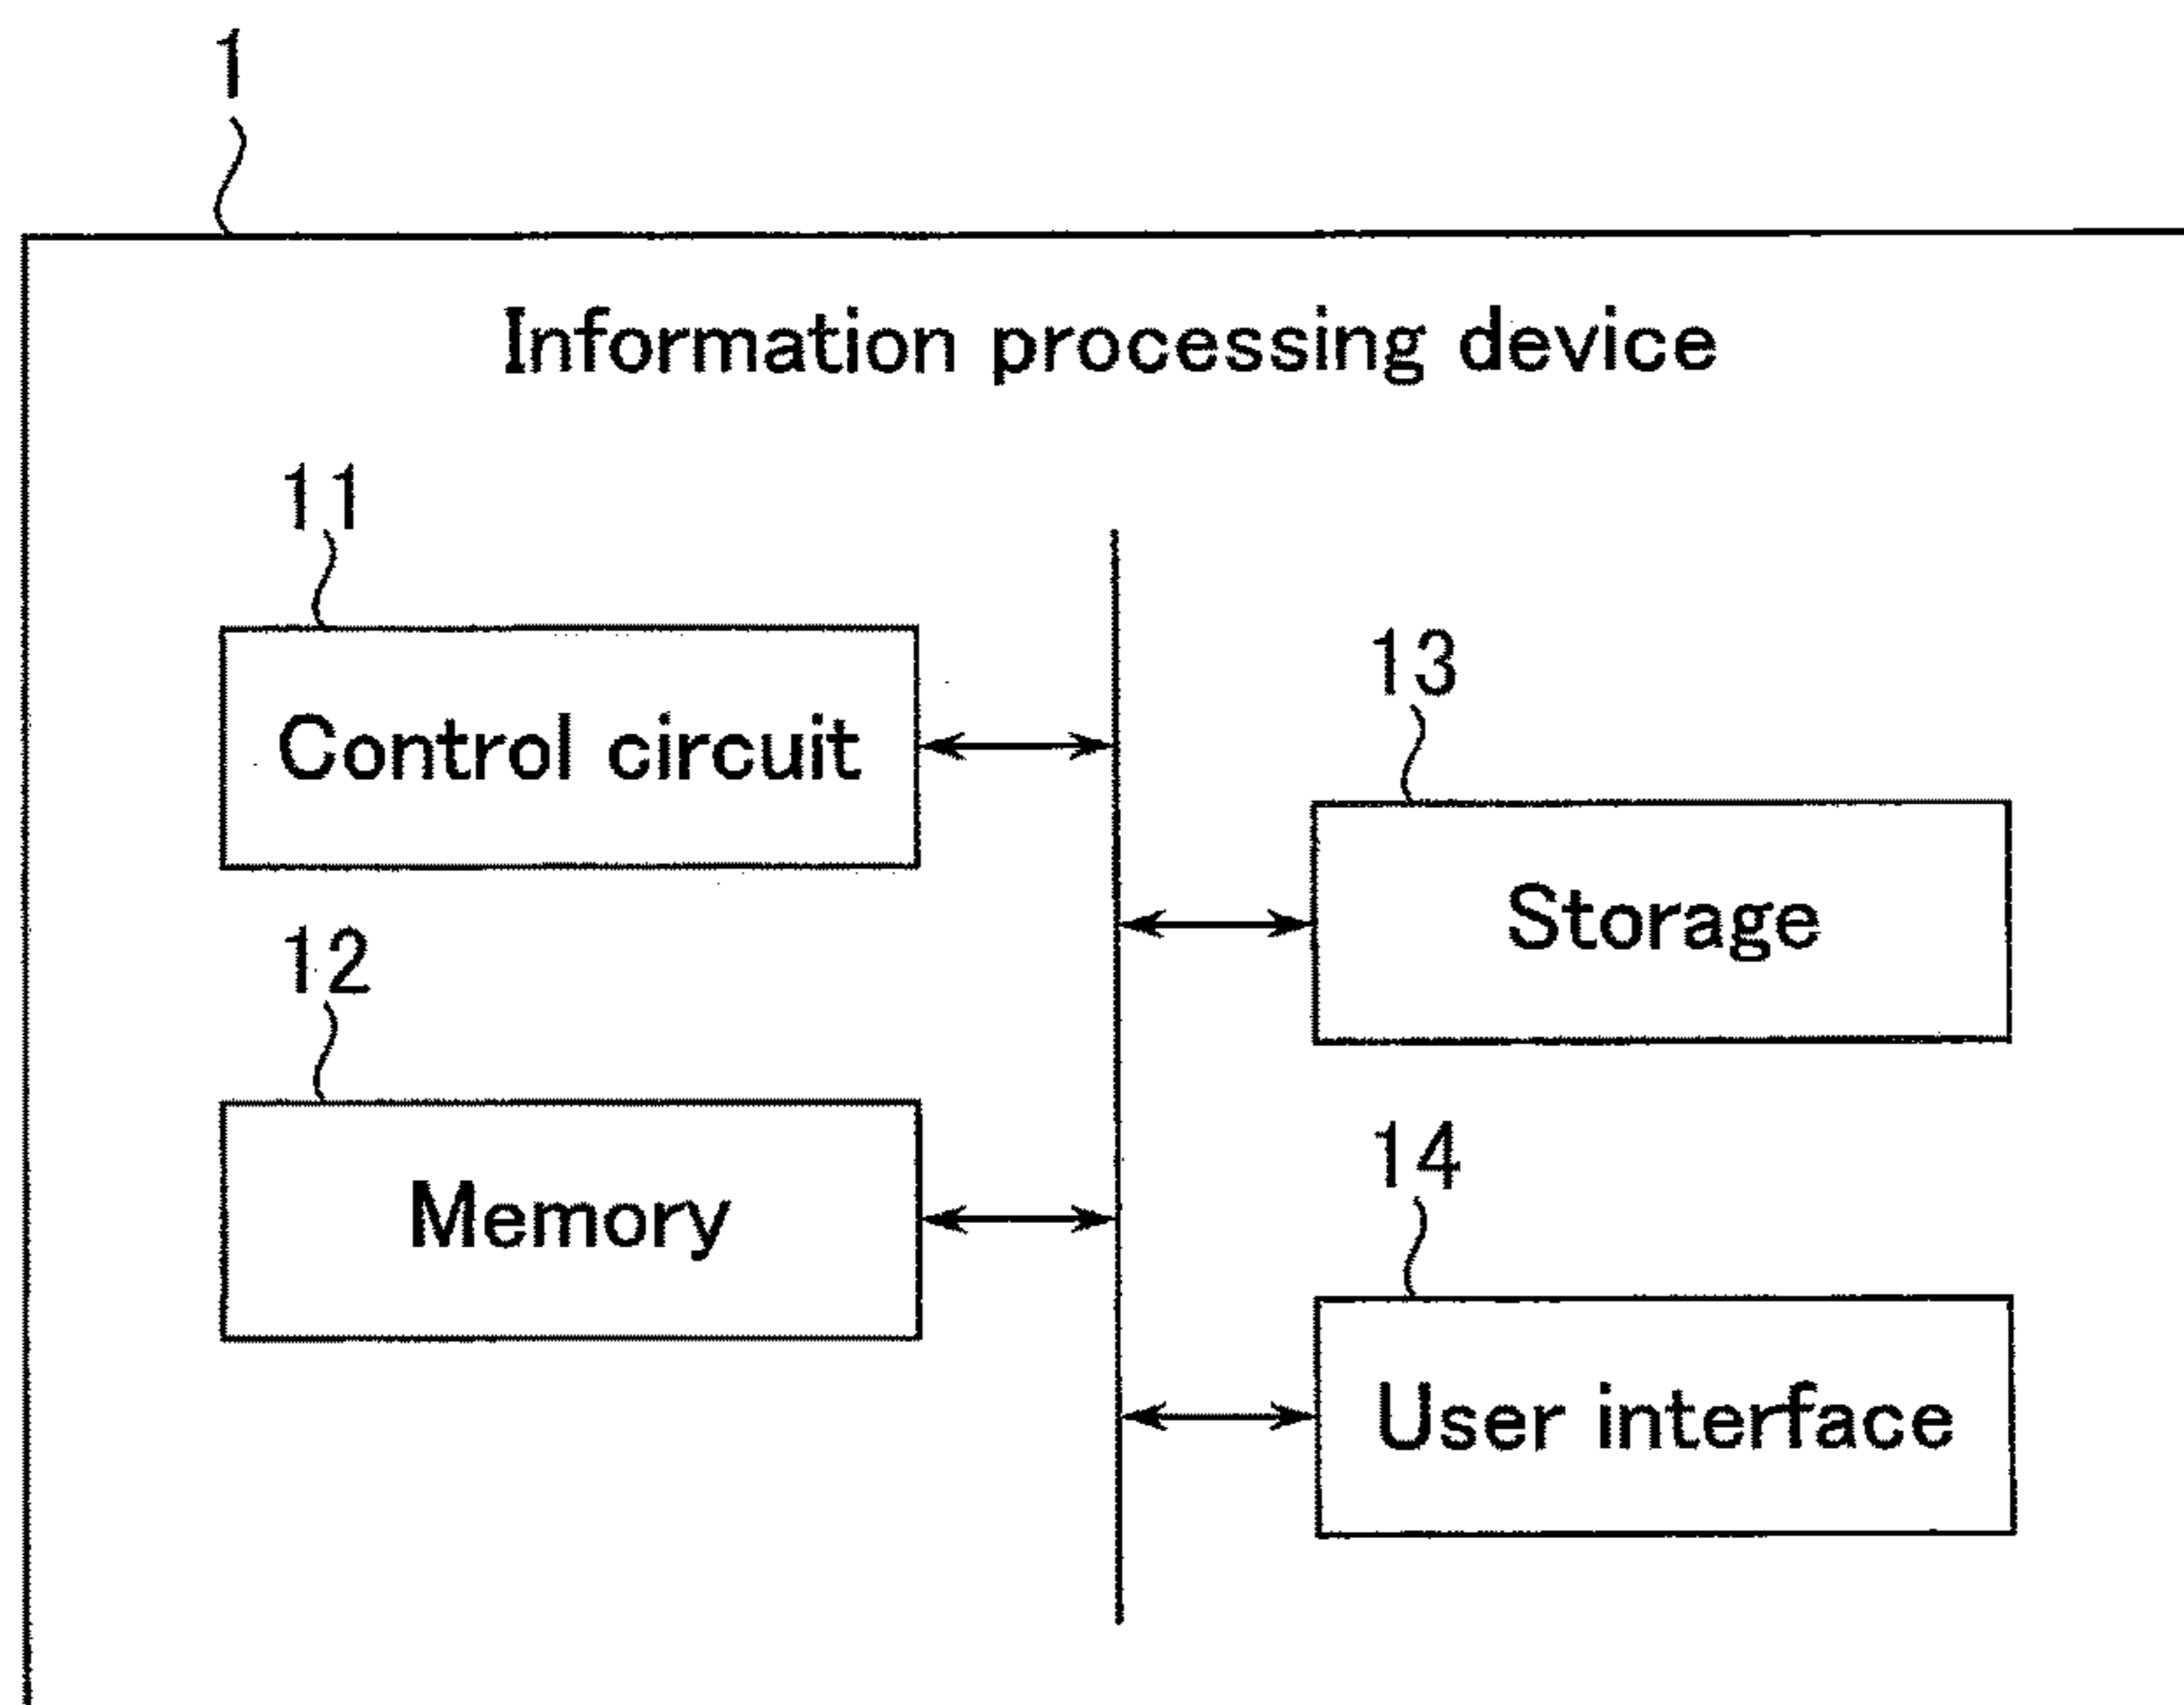 1
Information processing device
11
Control circuit
13
Storage
12
Memory
14
User interface